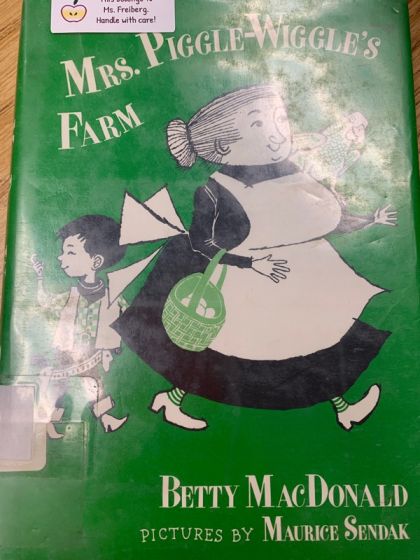 This belongs to
Ms. Freiberg.
Handle with care!
MRS. PIGGLE-WIGGLE'S
FARM
BETTY MACDONALD
PICTURES BY MAURICE SENDAK